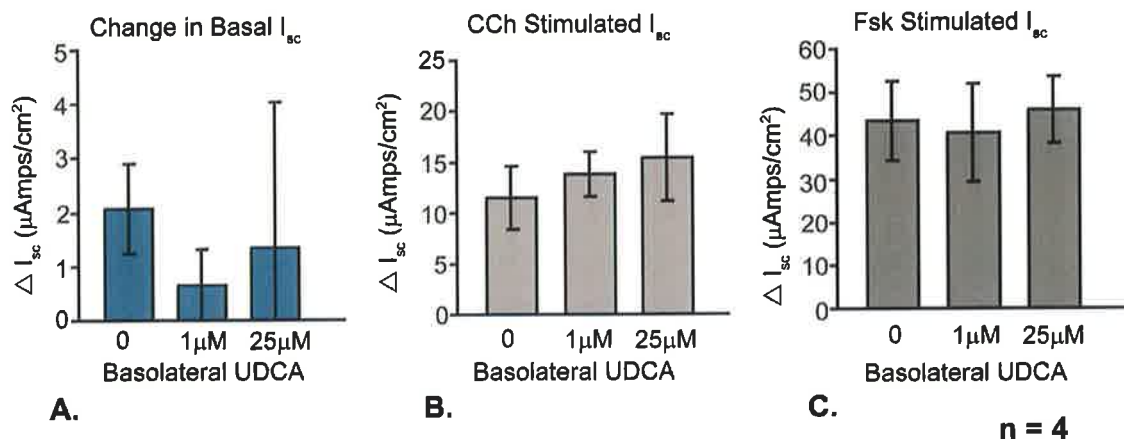 Change in Basal Isc
△ Isc (μAmps/cm²)
5
4
3
2
1
0
0 1μM 25μM
Basolateral UDCA
A.
CCh Stimulated Isc
△ Isc (μAmps/cm²)
25
20
15
10
5
0
0 1μM 25μM
Basolateral UDCA
B.
Fsk Stimulated Isc
△ Isc (μAmps/cm²)
60
50
40
30
20
10
0
0 1μM 25μM
Basolateral UDCA
C.
n = 4